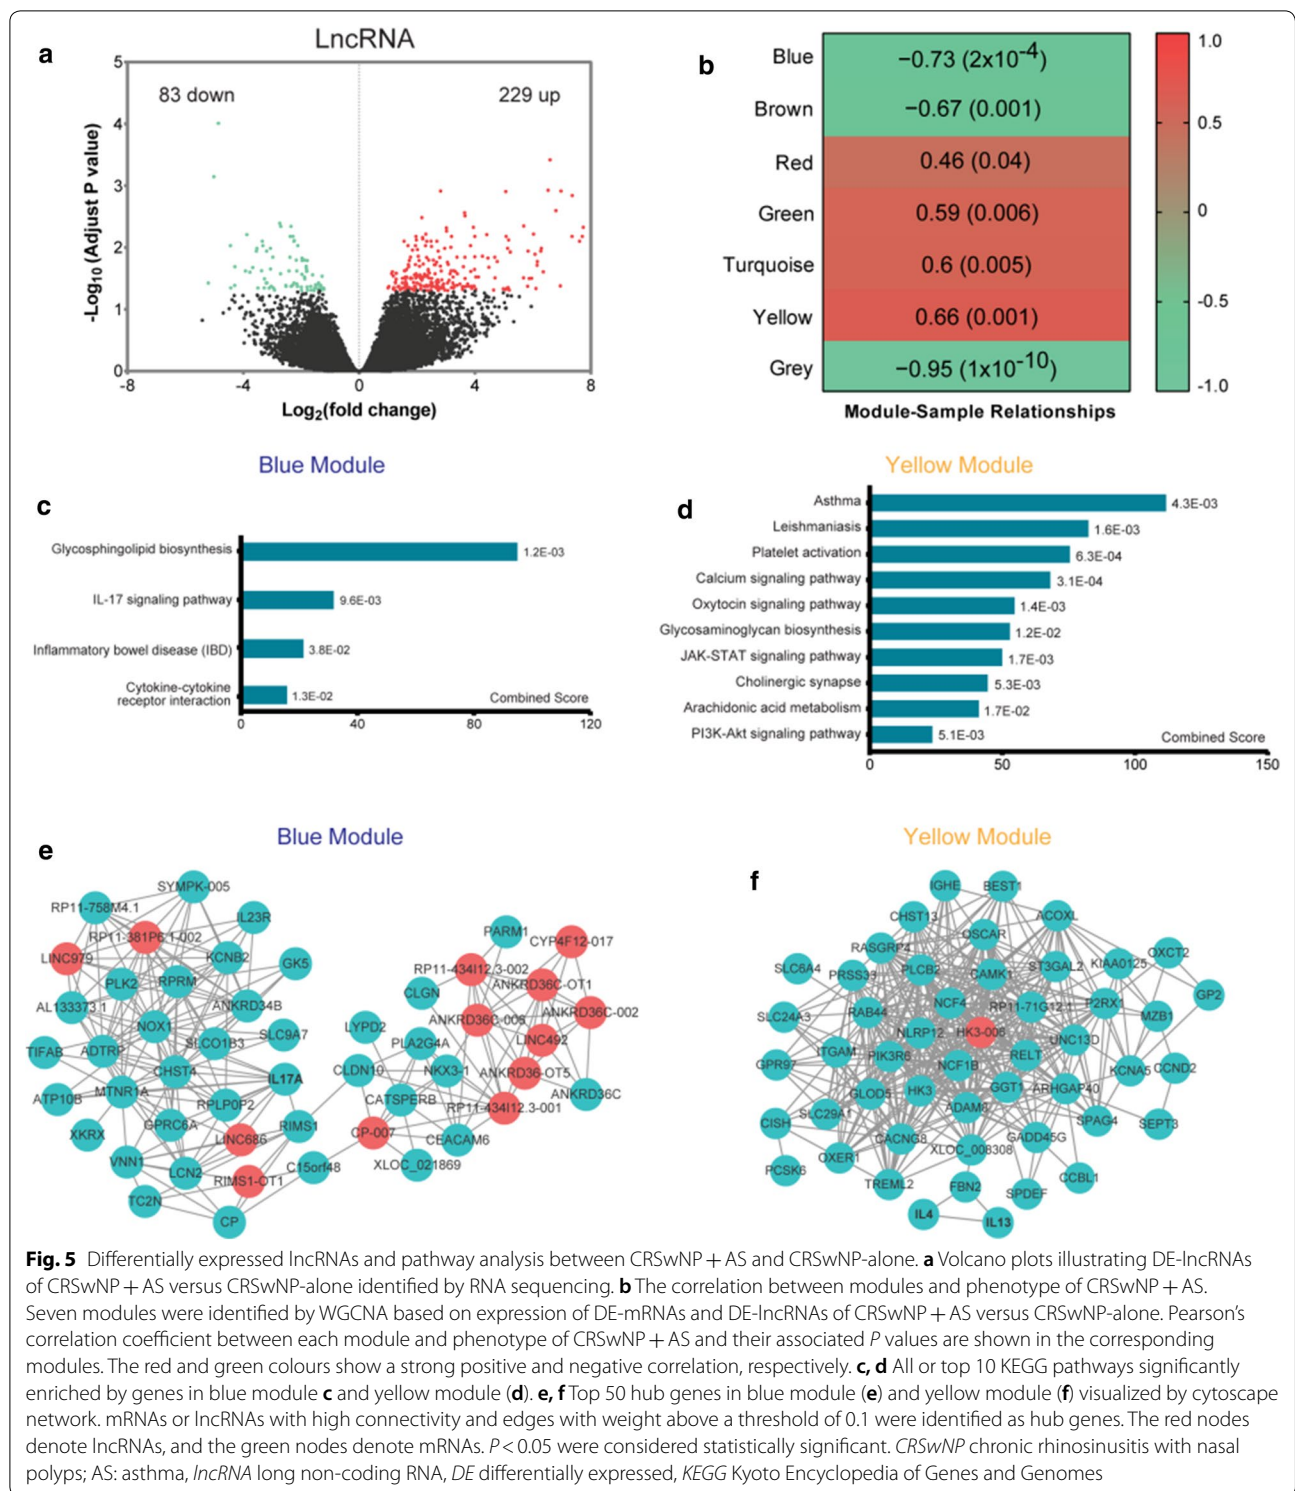 a
LncRNA
83 down
229 up
5
4
3
2
1
0
-8
-4
0
4
8
-Log10 (Adjust P value)
Log2(fold change)
b
Blue
−0.73 (2x10-4)
Brown
−0.67 (0.001)
Red
0.46 (0.04)
Green
0.59 (0.006)
Turquoise
0.6 (0.005)
Yellow
0.66 (0.001)
Grey
−0.95 (1x10-10)
1.0
0.5
0
-0.5
-1.0
Module-Sample Relationships
Blue Module
c
Glycosphingolipid biosynthesis
1.2E-03
IL-17 signaling pathway
9.6E-03
Inflammatory bowel disease (IBD)
3.8E-02
Cytokine-cytokine
receptor interaction
1.3E-02
Combined Score
0
40
80
120
Yellow Module
d
Asthma
4.3E-03
Leishmaniasis
1.6E-03
Platelet activation
6.3E-04
Calcium signaling pathway
3.1E-04
Oxytocin signaling pathway
1.4E-03
Glycosaminoglycan biosynthesis
1.2E-02
JAK-STAT signaling pathway
1.7E-03
Cholinergic synapse
5.3E-03
Arachidonic acid metabolism
1.7E-02
PI3K-Akt signaling pathway
5.1E-03
Combined Score
0
50
100
150
Blue Module
e
SYMPK-005
RP11-758M4.1
IL23R
RP11-381P6.1-002
LINC979
KCNB2
GK5
PLK2
RPRM
AL133373.1
ANKRD34B
NOX1
SLC9A7
SLCO1B3
TIFAB
ADTRP
CHST4
IL17A
MTNR1A
ATP10B
RPLP0P2
GPRC6A
RIMS1
XKRX
LINC686
VNN1
LCN2
C15orf48
RIMS1-OT1
TC2N
CP
PARM1
CYP4F12-017
RP11-434I12.3-002
ANKRD36C-OT1
CLGN
ANKRD36C-006
ANKRD36C-002
LYPD2
LINC492
PLA2G4A
CLDN10
NKX3-1
ANKRD36-OT5
CATSPERB
ANKRD36C
RP11-434I12.3-001
CP-007
CEACAM6
XLOC_021869
Yellow Module
f
IGHE
BEST1
CHST13
ACOXL
OSCAR
RASGRP4
OXCT2
SLC6A4
PRSS33
PLCB2
CAMK1
ST3GAL2
KIAA0125
GP2
NCF4
RP11-71G12.1
P2RX1
SLC24A3
RAB44
MZB1
NLRP12
HK3-006
UNC13D
ITGAM
PIK3R6
RELT
GPR97
NCF1B
KCNA5
CCND2
GLOD5
HK3
GGT1
ARHGAP40
SLC29A1
ADAM8
CISH
SPAG4
SEPT3
CACNG8
GADD45G
OXER1
XLOC_008308
PCSK6
TREML2
FBN2
SPDEF
CCBL1
IL4
IL13
Fig. 5 Differentially expressed lncRNAs and pathway analysis between CRSwNP + AS and CRSwNP-alone. a Volcano plots illustrating DE-lncRNAs
of CRSwNP + AS versus CRSwNP-alone identified by RNA sequencing. b The correlation between modules and phenotype of CRSwNP + AS.
Seven modules were identified by WGCNA based on expression of DE-mRNAs and DE-lncRNAs of CRSwNP + AS versus CRSwNP-alone. Pearson's
correlation coefficient between each module and phenotype of CRSwNP + AS and their associated P values are shown in the corresponding
modules. The red and green colours show a strong positive and negative correlation, respectively. c, d All or top 10 KEGG pathways significantly
enriched by genes in blue module c and yellow module (d). e, f Top 50 hub genes in blue module (e) and yellow module (f) visualized by cytoscape
network. mRNAs or lncRNAs with high connectivity and edges with weight above a threshold of 0.1 were identified as hub genes. The red nodes
denote lncRNAs, and the green nodes denote mRNAs. P < 0.05 were considered statistically significant. CRSwNP chronic rhinosinusitis with nasal
polyps; AS: asthma, lncRNA long non-coding RNA, DE differentially expressed, KEGG Kyoto Encyclopedia of Genes and Genomes